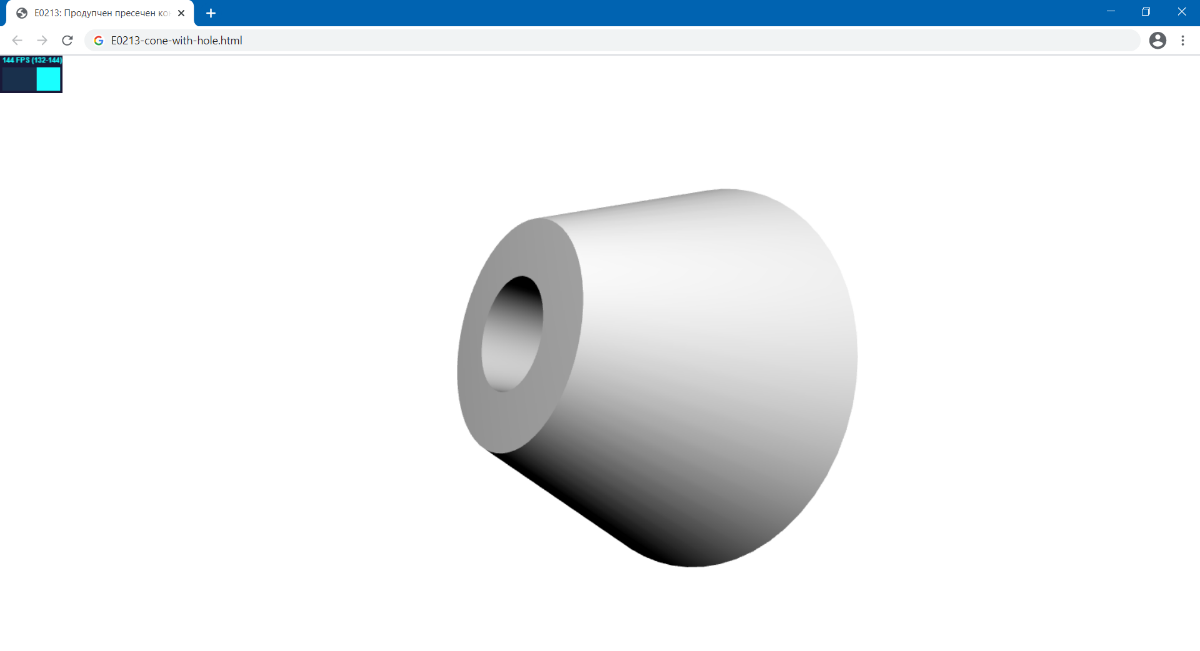 E0213: Продупчен пресечен ко
E0213-cone-with-hole.html
144 FPS (132-144)